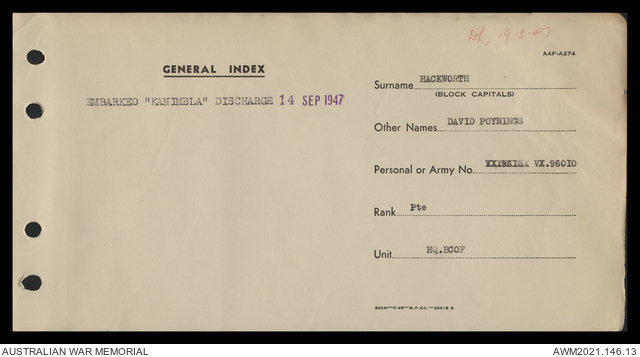 GENERAL INDEX
EMBARKED "KANIMBLA" DISCHARGE 14 SEP 1947
AAF-A274
Surname HACKWORTH
(BLOCK CAPITALS)
Other Names DAVID POYNINGS
Personal or Army No. VX.96010
Rank Pte
Unit HQ.BCOF
AUSTRALIAN WAR MEMORIAL
AWM2021.146.13